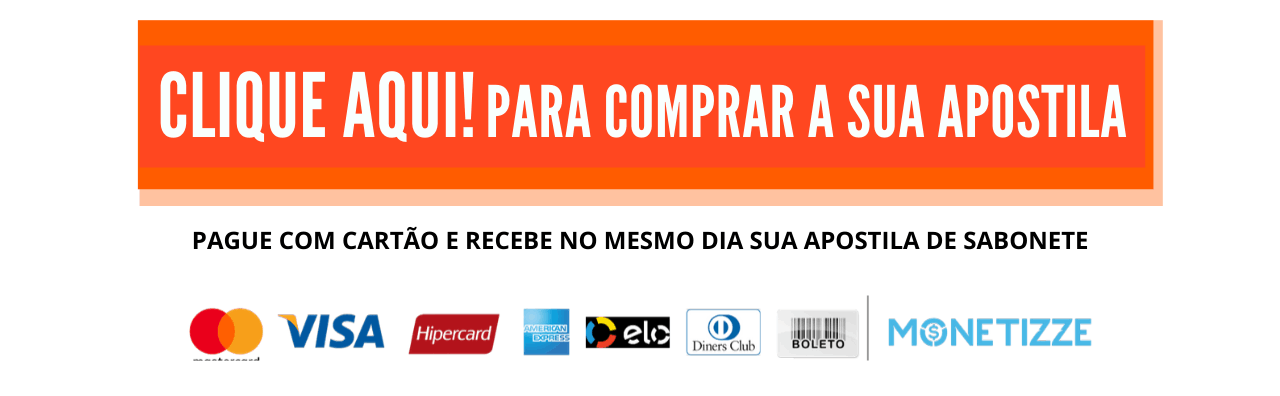 CLIQUE AQUI! PARA COMPRAR A SUA APOSTILA
PAGUE COM CARTÃO E RECEBE NO MESMO DIA SUA APOSTILA DE SABONETE
mastercard VISA Hipercard AMERICAN EXPRESS elo Diners Club BOLETO MONETIZZE